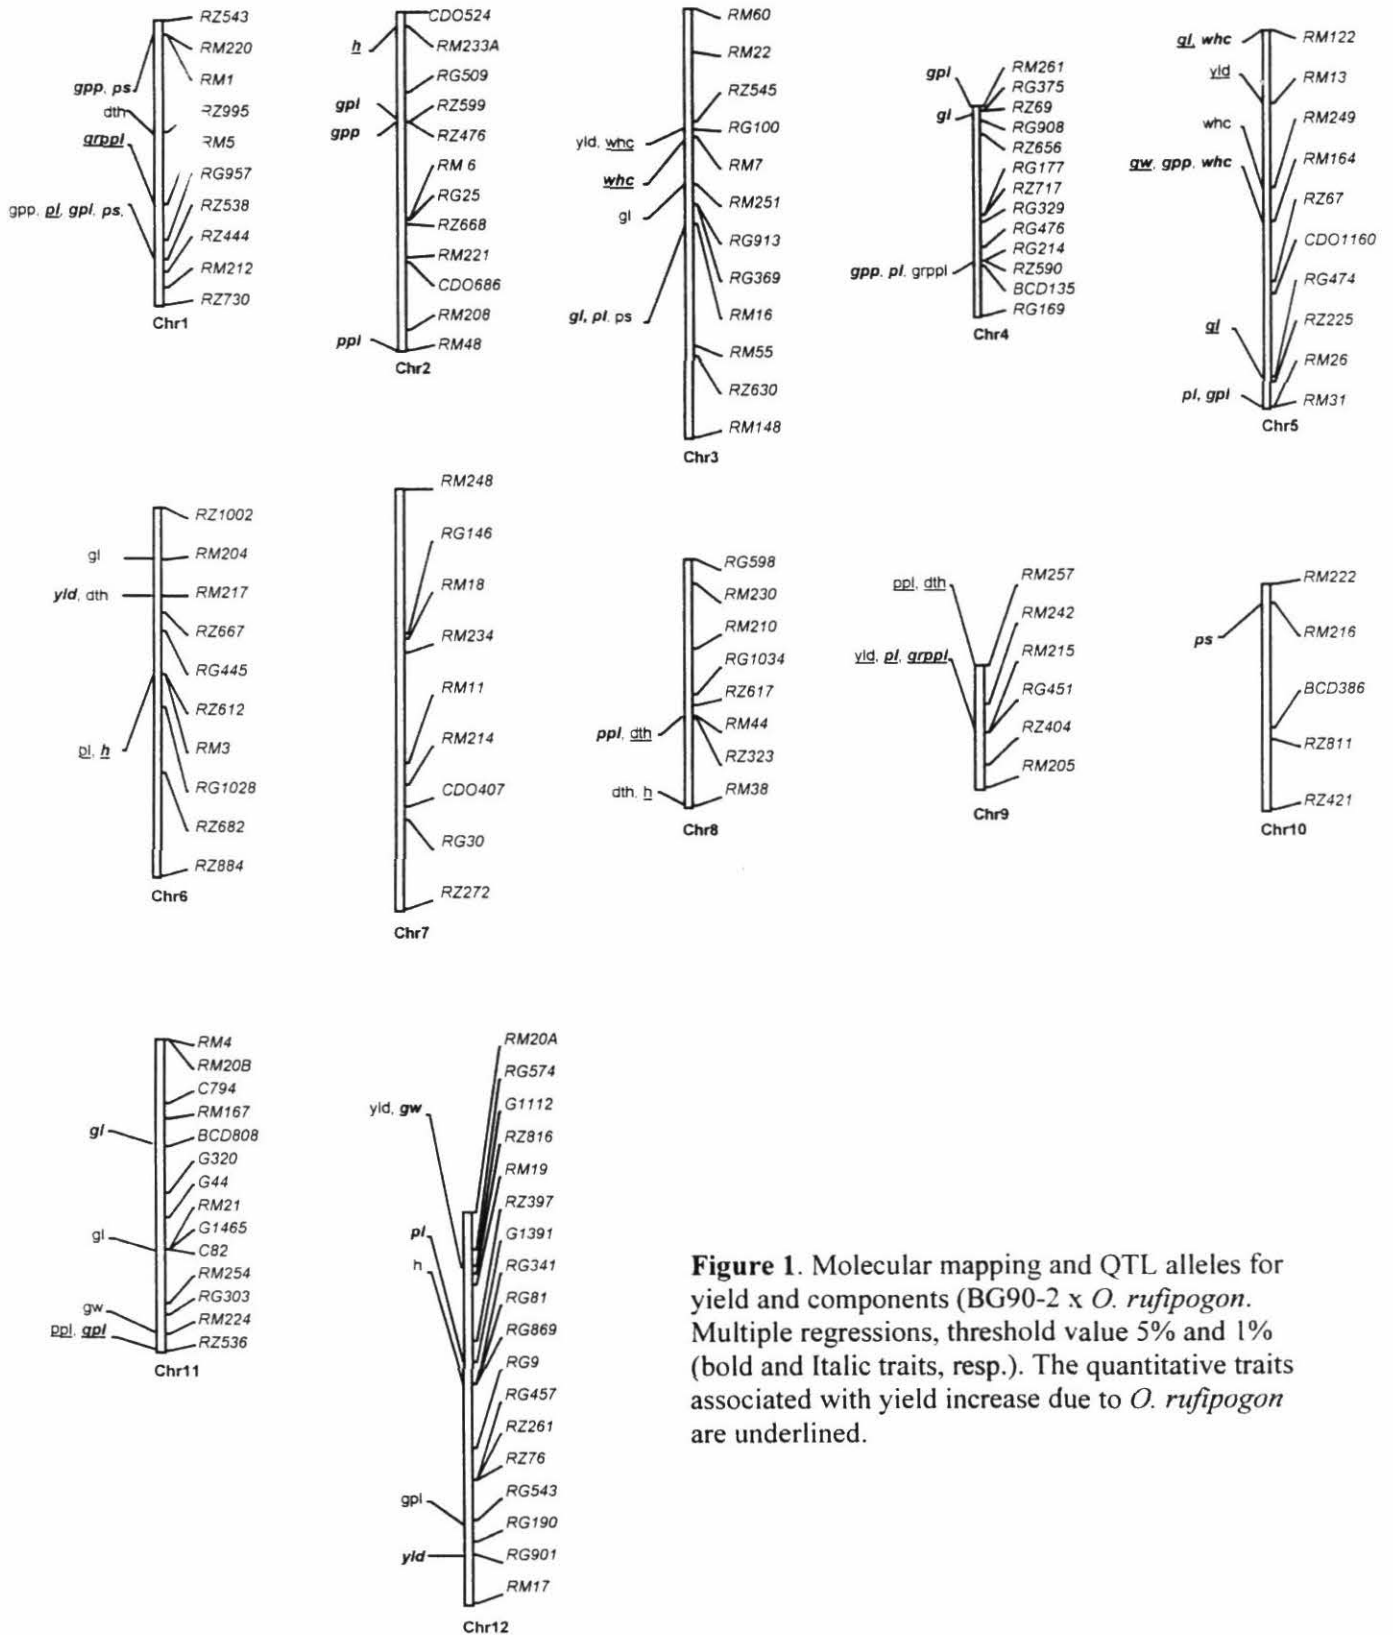 RZ543
RM220
RM1
gpp, ps
RZ995
dth
RM5
grppl
RG957
RZ538
gpp, pl, gpl, ps,
RZ444
RM212
RZ730
Chr1
CDO524
h
RM233A
RG509
gpl
RZ599
gpp
RZ476
RM 6
RG25
RZ668
RM221
CDO686
RM208
ppl
RM48
Chr2
RM60
RM22
RZ545
RG100
yld, whc
RM7
whc
RM251
gl
RG913
RG369
gl, pl, ps
RM16
RM55
RZ630
RM148
Chr3
gpl
RM261
RG375
gl
RZ69
RG908
RZ656
RG177
RZ717
RG329
RG476
RG214
gpp, pl, grppl
RZ590
BCD135
RG169
Chr4
gl, whc
RM122
yld
RM13
whc
RM249
gw, gpp, whc
RM164
RZ67
CDO1160
RG474
gl
RZ225
RM26
pl, gpl
RM31
Chr5
RZ1002
gl
RM204
yld, dth
RM217
RZ667
RG445
RZ612
pl, h
RM3
RG1028
RZ682
RZ884
Chr6
RM248
RG146
RM18
RM234
RM11
RM214
CDO407
RG30
RZ272
Chr7
RG598
RM230
RM210
RG1034
RZ617
ppl, dth
RM44
RZ323
dth, h
RM38
Chr8
ppl, dth
RM257
RM242
yld, pl, grppl,
RM215
RG451
RZ404
RM205
Chr9
RM222
ps
RM216
BCD386
RZ811
RZ421
Chr10
RM4
RM20B
C794
RM167
gl
BCD808
G320
G44
RM21
gl
G1465
C82
RM254
RG303
gw
RM224
ppl, gpl
RZ536
Chr11
RM20A
RG574
yld, gw
G1112
RZ816
RM19
RZ397
pl
G1391
h
RG341
RG81
RG869
RG9
RG457
RZ261
RZ76
gpl
RG543
RG190
yld
RG901
RM17
Chr12
Figure 1. Molecular mapping and QTL alleles for
yield and components (BG90-2 x O. rufipogon.
Multiple regressions, threshold value 5% and 1%
(bold and Italic traits, resp.). The quantitative traits
associated with yield increase due to O. rufipogon
are underlined.